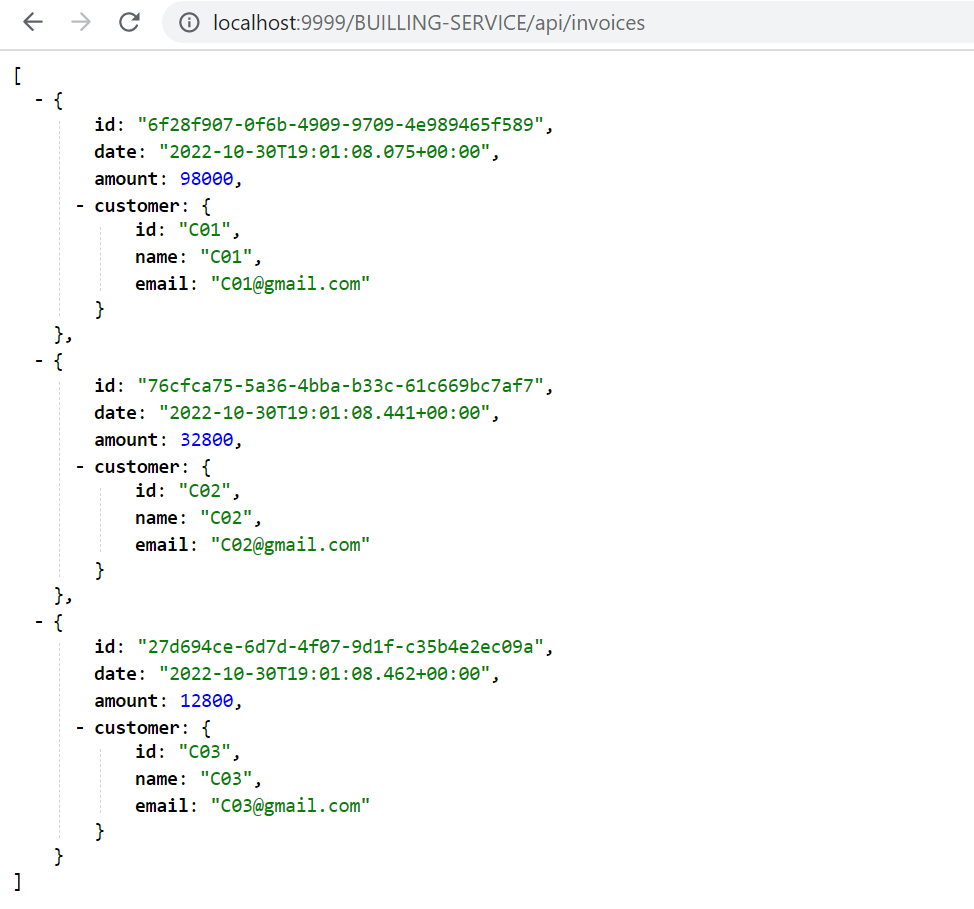 localhost:9999/BUILLING-SERVICE/api/invoices
[
- {
id: "6f28f907-0f6b-4909-9709-4e989465f589",
date: "2022-10-30T19:01:08.075+00:00",
amount: 98000,
- customer: {
id: "C01",
name: "C01",
email: "C01@gmail.com"
}
},
- {
id: "76cfca75-5a36-4bba-b33c-61c669bc7af7",
date: "2022-10-30T19:01:08.441+00:00",
amount: 32800,
- customer: {
id: "C02",
name: "C02",
email: "C02@gmail.com"
}
},
- {
id: "27d694ce-6d7d-4f07-9d1f-c35b4e2ec09a",
date: "2022-10-30T19:01:08.462+00:00",
amount: 12800,
- customer: {
id: "C03",
name: "C03",
email: "C03@gmail.com"
}
}
]